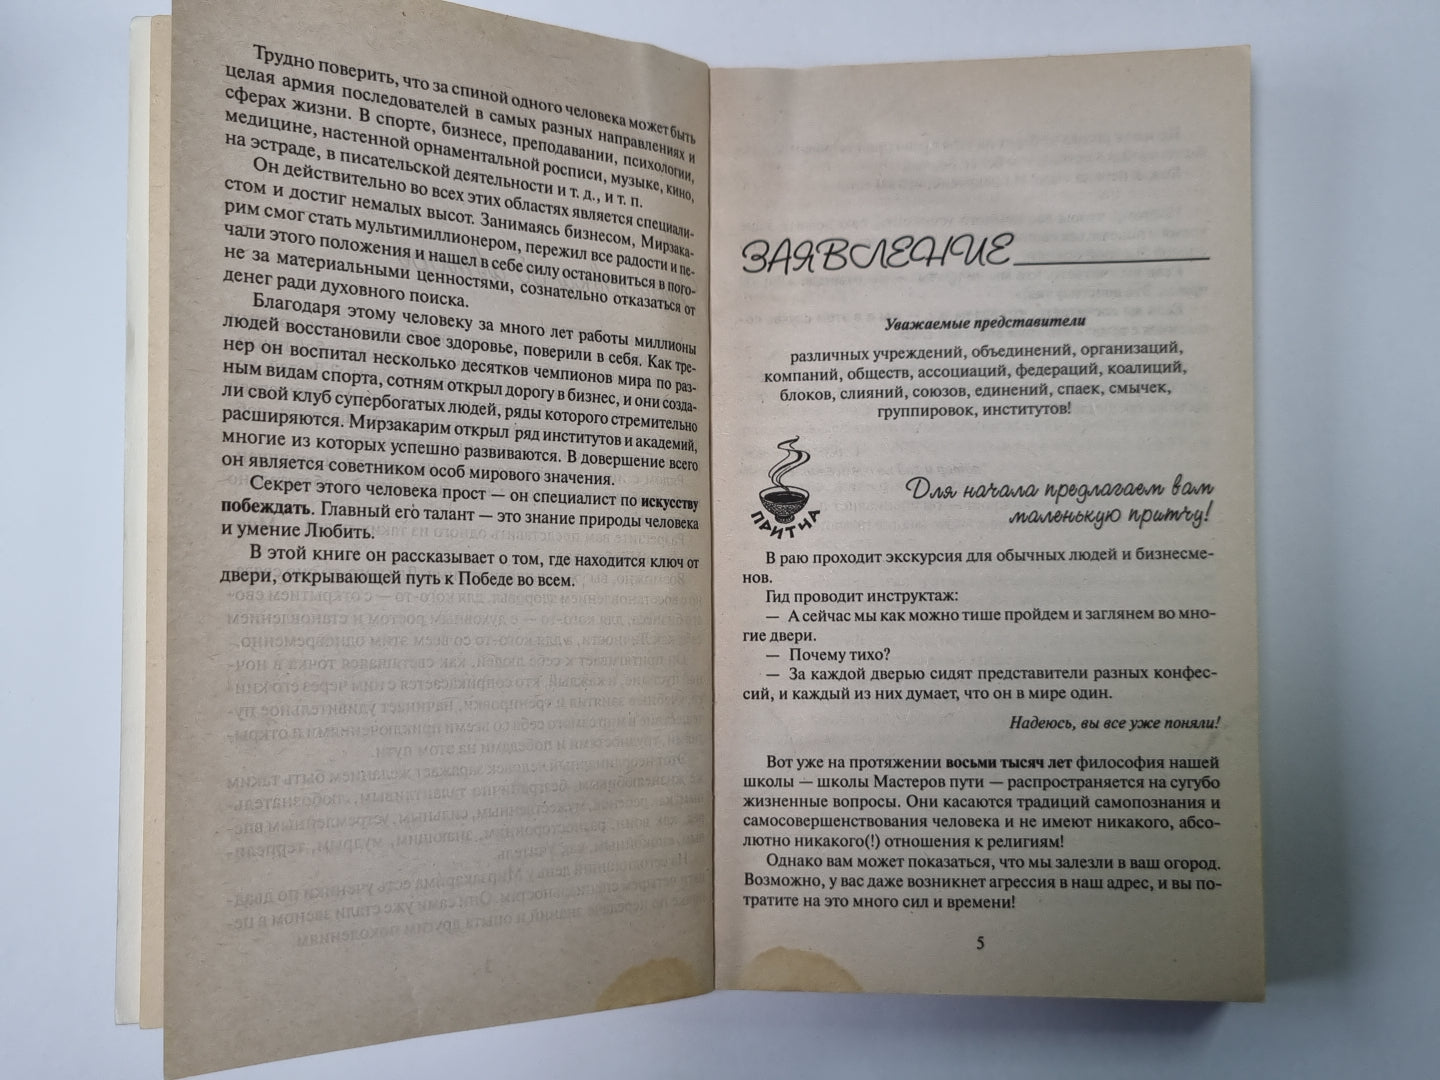 Трудно поверить, что за спиной одного человека может быть
целая армия последователей в самых разных направлениях и
сферах жизни. В спорте, бизнесе, преподавании, психологии,
медицине, настенной орнаментальной росписи, музыке, кино,
на эстраде, в писательской деятельности и т. д., и т. п.
Он действительно во всех этих областях является специали-
стом и достиг немалых высот. Занимаясь бизнесом, Мирзака-
рим смог стать мультимиллионером, пережил все радости и пе-
чали этого положения и нашел в себе силу остановиться в пого-
не за материальными ценностями, сознательно отказаться от
денег ради духовного поиска.
Благодаря этому человеку за много лет работы миллионы
людей восстановили свое здоровье, поверили в себя. Как тре-
нер он воспитал несколько десятков чемпионов мира по раз-
ным видам спорта, сотням открыл дорогу в бизнес, и они созда-
ли свой клуб супербогатых людей, ряды которого стремительно
расширяются. Мирзакарим открыл ряд институтов и академий,
многие из которых успешно развиваются. В довершение всего
он является советником особ мирового значения.
Секрет этого человека прост — он специалист по искусству
побеждать. Главный его талант — это знание природы человека
и умение Любить.
В этой книге он рассказывает о том, где находится ключ от
двери, открывающей путь к Победе во всем.
ЗАЯВЛЕНИЕ
Уважаемые представители
различных учреждений, объединений, организаций,
компаний, обществ, ассоциаций, федераций, коалиций,
блоков, слияний, союзов, единений, спаек, смычек,
группировок, институтов!
ПРИТЧА
Для начала предлагаем вам
маленькую притчу!
В раю проходит экскурсия для обычных людей и бизнесме-
нов.
Гид проводит инструктаж:
— А сейчас мы как можно тише пройдем и заглянем во мно-
гие двери.
— Почему тихо?
— За каждой дверью сидят представители разных конфес-
сий, и каждый из них думает, что он в мире один.
Надеюсь, вы все уже поняли!
Вот уже на протяжении восьми тысяч лет философия нашей
школы — школы Мастеров пути — распространяется на сугубо
жизненные вопросы. Они касаются традиций самопознания и
самосовершенствования человека и не имеют никакого, абсо-
лютно никакого(!) отношения к религиям!
Однако вам может показаться, что мы залезли в ваш огород.
Возможно, у вас даже возникнет агрессия в наш адрес, и вы по-
тратите на это много сил и времени!
5